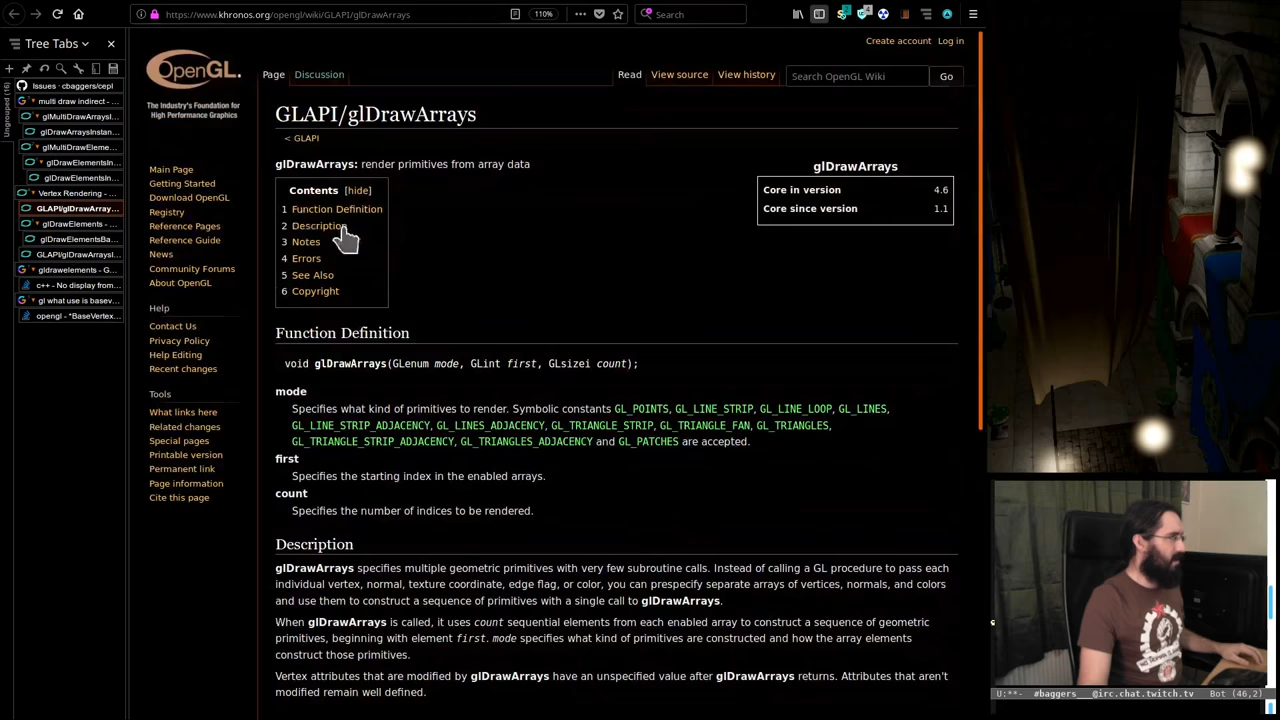 https://www.khronos.org/opengl/wiki/GLAPI/glDrawArrays
110%
Search
Tree Tabs
Ungrouped (16)
Issues · cbaggers/cepl
multi draw indirect - ...
glMultiDrawArraysI...
glDrawArraysInstan...
glMultiDrawEleme...
glDrawElementsIn...
glDrawElementsIn...
Vertex Rendering - ...
GLAPI/glDrawArray...
glDrawElements - ...
glDrawElementsBa...
GLAPI/glDrawArraysI...
gldrawelements - G...
c++ - No display from...
gl what use is basev...
opengl - *BaseVertex...
OpenGL.
The Industry's Foundation for
High Performance Graphics
Main Page
Getting Started
Download OpenGL
Registry
Reference Pages
Reference Guide
News
Community Forums
About OpenGL
Help
Contact Us
Privacy Policy
Help Editing
Recent changes
Tools
What links here
Related changes
Special pages
Printable version
Permanent link
Page information
Cite this page
Create account Log in
Page Discussion
Read View source View history
Search OpenGL Wiki
Go
GLAPI/glDrawArrays
< GLAPI
glDrawArrays: render primitives from array data
Contents [hide]
1 Function Definition
2 Description
3 Notes
4 Errors
5 See Also
6 Copyright
glDrawArrays
Core in version 4.6
Core since version 1.1
Function Definition
void glDrawArrays(GLenum mode, GLint first, GLsizei count);
mode
Specifies what kind of primitives to render. Symbolic constants GL_POINTS, GL_LINE_STRIP, GL_LINE_LOOP, GL_LINES,
GL_LINE_STRIP_ADJACENCY, GL_LINES_ADJACENCY, GL_TRIANGLE_STRIP, GL_TRIANGLE_FAN, GL_TRIANGLES,
GL_TRIANGLE_STRIP_ADJACENCY, GL_TRIANGLES_ADJACENCY and GL_PATCHES are accepted.
first
Specifies the starting index in the enabled arrays.
count
Specifies the number of indices to be rendered.
Description
glDrawArrays specifies multiple geometric primitives with very few subroutine calls. Instead of calling a GL procedure to pass each
individual vertex, normal, texture coordinate, edge flag, or color, you can prespecify separate arrays of vertices, normals, and colors
and use them to construct a sequence of primitives with a single call to glDrawArrays.
When glDrawArrays is called, it uses count sequential elements from each enabled array to construct a sequence of geometric
primitives, beginning with element first. mode specifies what kind of primitives are constructed and how the array elements
construct those primitives.
Vertex attributes that are modified by glDrawArrays have an unspecified value after glDrawArrays returns. Attributes that aren't
modified remain well defined.
U:**- #baggers___@irc.chat.twitch.tv Bot (46,2)